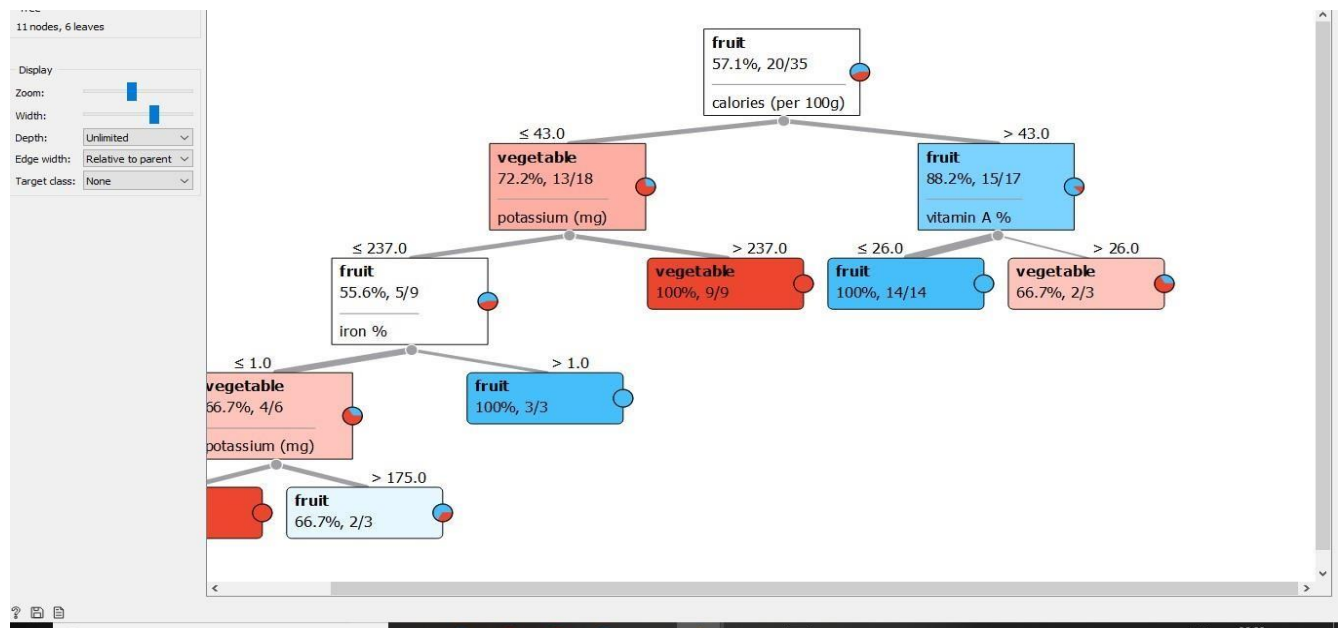 11 nodes, 6 leaves
Display
Zoom:
Width:
Depth: Unlimited
Edge width: Relative to parent
Target class: None
fruit
57.1%, 20/35
calories (per 100g)
≤ 43.0 > 43.0
vegetable
72.2%, 13/18
potassium (mg)
fruit
88.2%, 15/17
vitamin A %
≤ 237.0 > 237.0 ≤ 26.0 > 26.0
fruit
55.6%, 5/9
iron %
vegetable
100%, 9/9
fruit
100%, 14/14
vegetable
66.7%, 2/3
≤ 1.0 > 1.0
vegetable
66.7%, 4/6
potassium (mg)
fruit
100%, 3/3
> 175.0
fruit
66.7%, 2/3
?